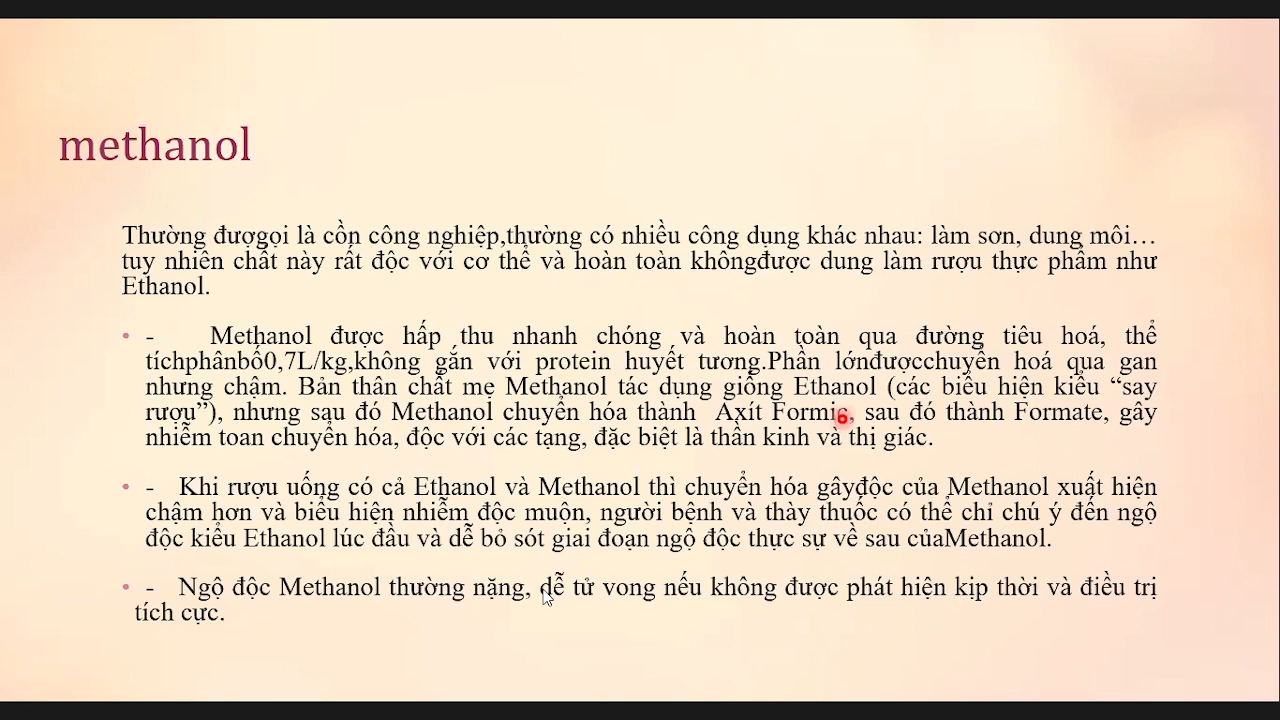 methanol
Thường đượgọi là cồn công nghiệp,thường có nhiều công dụng khác nhau: làm sơn, dung môi…
tuy nhiên chất này rất độc với cơ thể và hoàn toàn khôngđược dung làm rượu thực phẩm như
Ethanol.
• - Methanol được hấp thu nhanh chóng và hoàn toàn qua đường tiêu hoá, thể
tíchphânbố0,7L/kg,không gắn với protein huyết tương.Phần lớnđượcchuyển hoá qua gan
nhưng chậm. Bản thân chất mẹ Methanol tác dụng giống Ethanol (các biểu hiện kiểu “say
rượu”), nhưng sau đó Methanol chuyển hóa thành Axít Formic, sau đó thành Formate, gây
nhiễm toan chuyển hóa, độc với các tạng, đặc biệt là thần kinh và thị giác.
• - Khi rượu uống có cả Ethanol và Methanol thì chuyển hóa gâyđộc của Methanol xuất hiện
chậm hơn và biểu hiện nhiễm độc muộn, người bệnh và thày thuốc có thể chỉ chú ý đến ngộ
độc kiểu Ethanol lúc đầu và dễ bỏ sót giai đoạn ngộ độc thực sự về sau củaMethanol.
• - Ngộ độc Methanol thường nặng, dễ tử vong nếu không được phát hiện kịp thời và điều trị
tích cực.